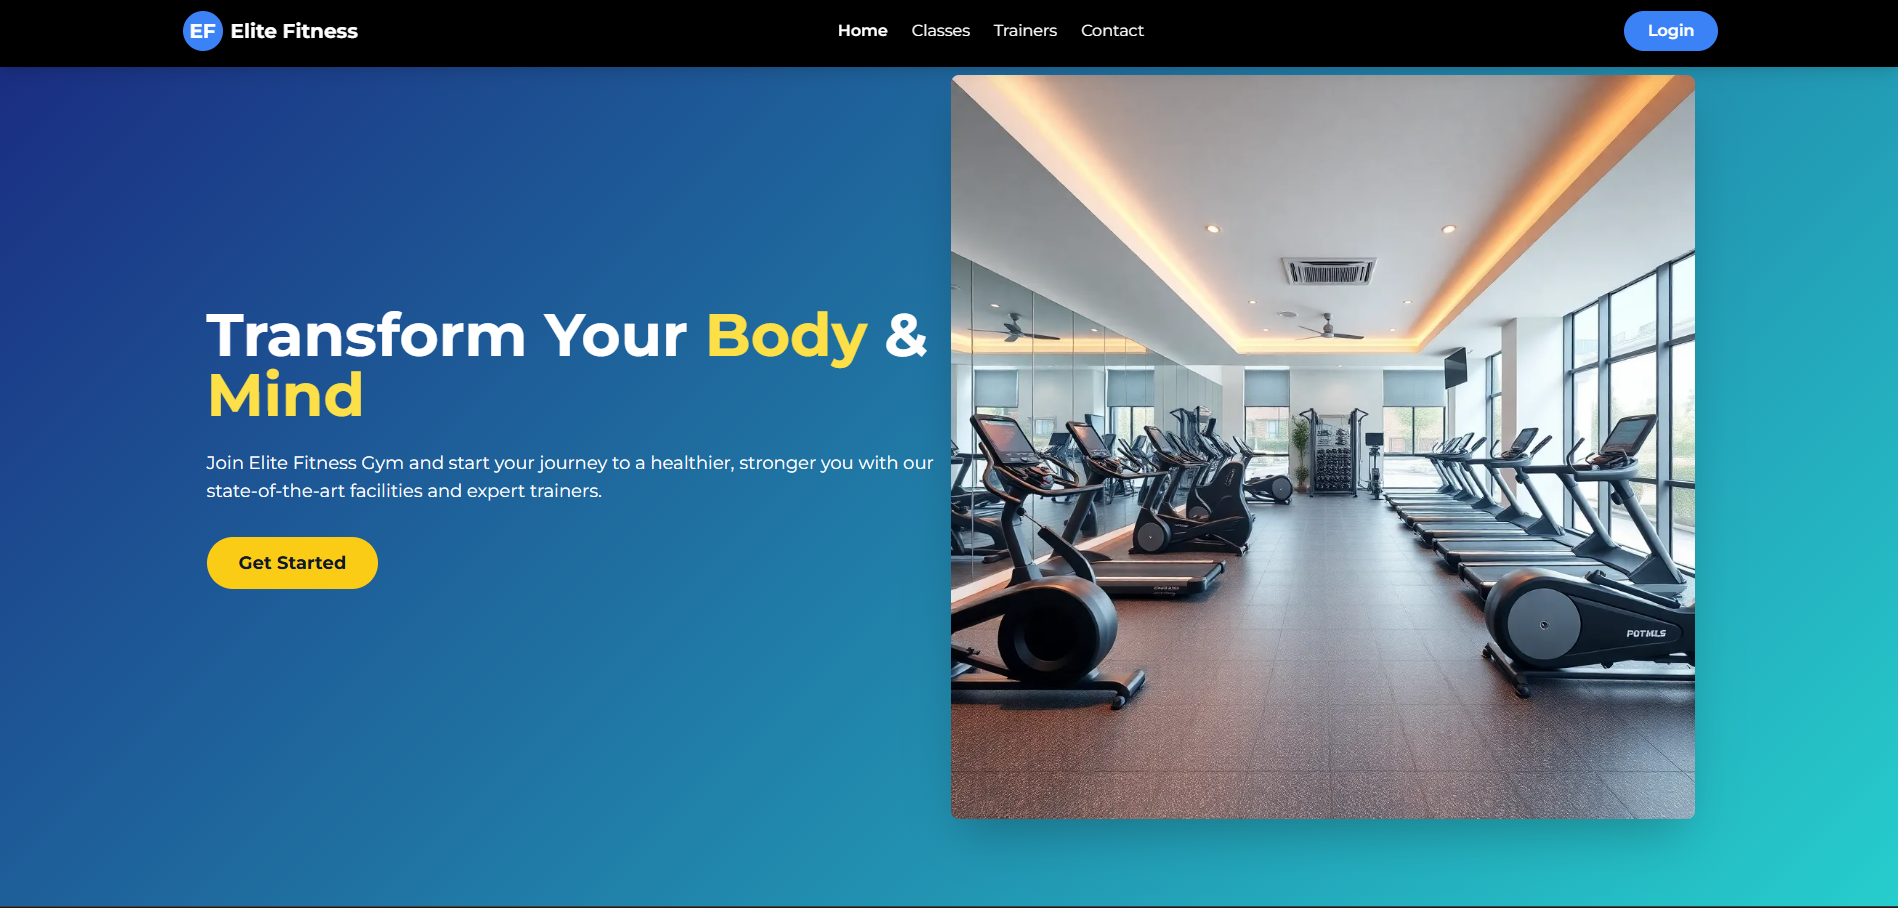 EF Elite Fitness
Home Classes Trainers Contact
Login
Transform Your Body &
Mind
Join Elite Fitness Gym and start your journey to a healthier, stronger you with our
state-of-the-art facilities and expert trainers.
Get Started
POTMLS